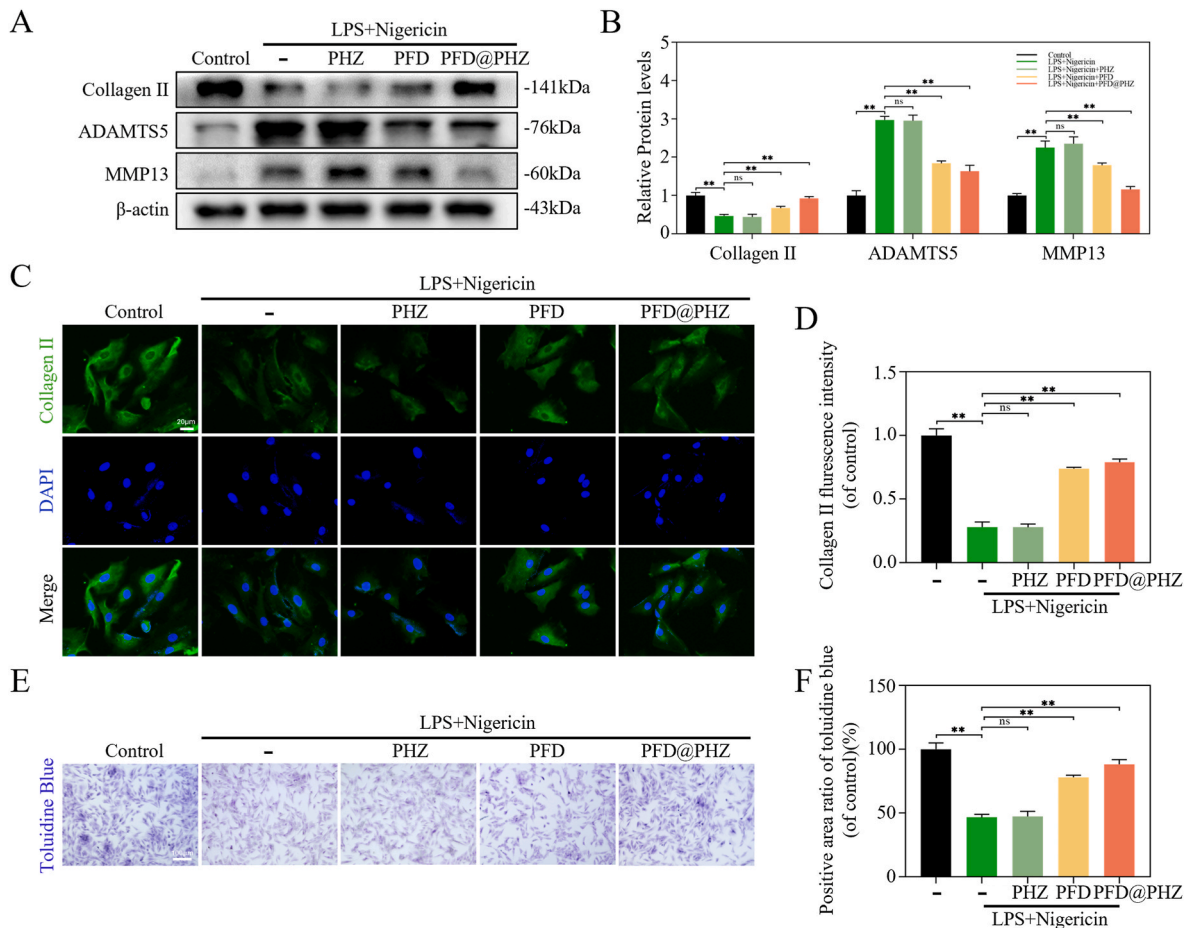 A
LPS+Nigericin
Control - PHZ PFD PFD@PHZ
Collagen II -141kDa
ADAMTS5 -76kDa
MMP13 -60kDa
β-actin -43kDa
B
Relative Protein levels
5
4
3
2
1
0
Control
LPS+Nigericin
LPS+Nigericin+PHZ
LPS+Nigericin+PFD
LPS+Nigericin+PFD@PHZ
** ns ** **
** ns ** **
** ns ** **
Collagen II ADAMTS5 MMP13
C
LPS+Nigericin
Control - PHZ PFD PFD@PHZ
Collagen II
20μm
DAPI
Merge
D
Collagen II flurescence intensity
(of control)
1.5
1.0
0.5
0.0
** ns ** **
- - PHZ PFD PFD@PHZ
LPS+Nigericin
E
LPS+Nigericin
Control - PHZ PFD PFD@PHZ
Toluidine Blue
F
Positive area ratio of toluidine blue
(of control)(%)
150
100
50
0
** ns ** **
- - PHZ PFD PFD@PHZ
LPS+Nigericin